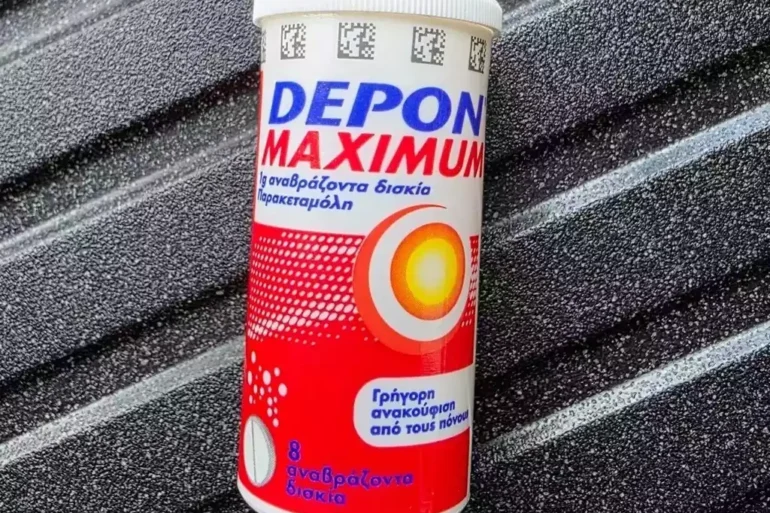 DEPON
MAXIMUM
1g αναβράζοντα δισκία
Παρακεταμόλη
Γρήγορη
ανακούφιση
από τους πόνους
8
αναβράζοντα
δισκία